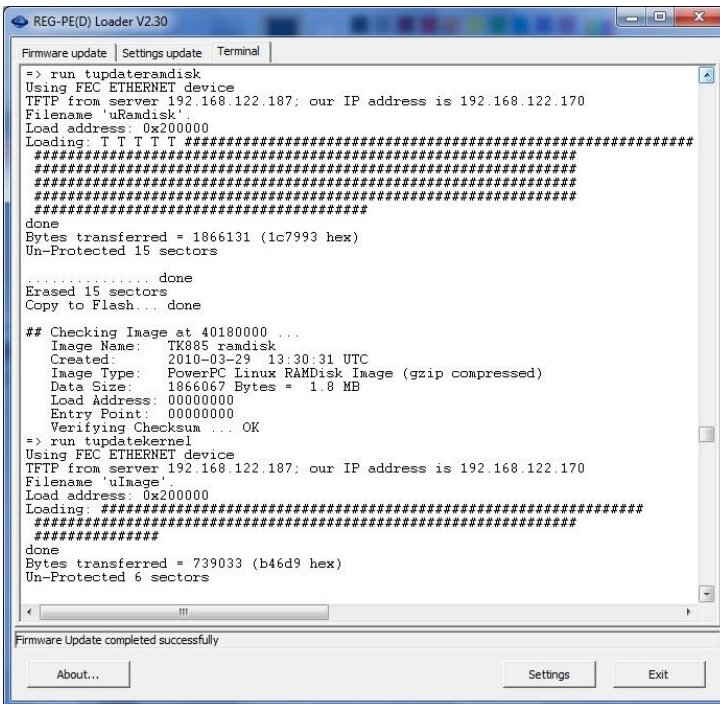 REG-PE(D) Loader V2.30
Firmware update Settings update Terminal
=> run tupdateramdisk
Using FEC ETHERNET device
TFTP from server 192.168.122.187; our IP address is 192.168.122.170
Filename 'uRamdisk'.
Load address: 0x200000
Loading: T T T T T #############################################################
#################################################################
#################################################################
#################################################################
#################################################################
########################################
done
Bytes transferred = 1866131 (1c7993 hex)
Un-Protected 15 sectors
............... done
Erased 15 sectors
Copy to Flash... done
## Checking Image at 40180000 ...
Image Name: TK885 ramdisk
Created: 2010-03-29 13:30:31 UTC
Image Type: PowerPC Linux RAMDisk Image (gzip compressed)
Data Size: 1866067 Bytes = 1.8 MB
Load Address: 00000000
Entry Point: 00000000
Verifying Checksum ... OK
=> run tupdatekernel
Using FEC ETHERNET device
TFTP from server 192.168.122.187; our IP address is 192.168.122.170
Filename 'uImage'.
Load address: 0x200000
Loading: #################################################################
#################################################################
###############
done
Bytes transferred = 739033 (b46d9 hex)
Un-Protected 6 sectors
Firmware Update completed successfully
About... Settings Exit